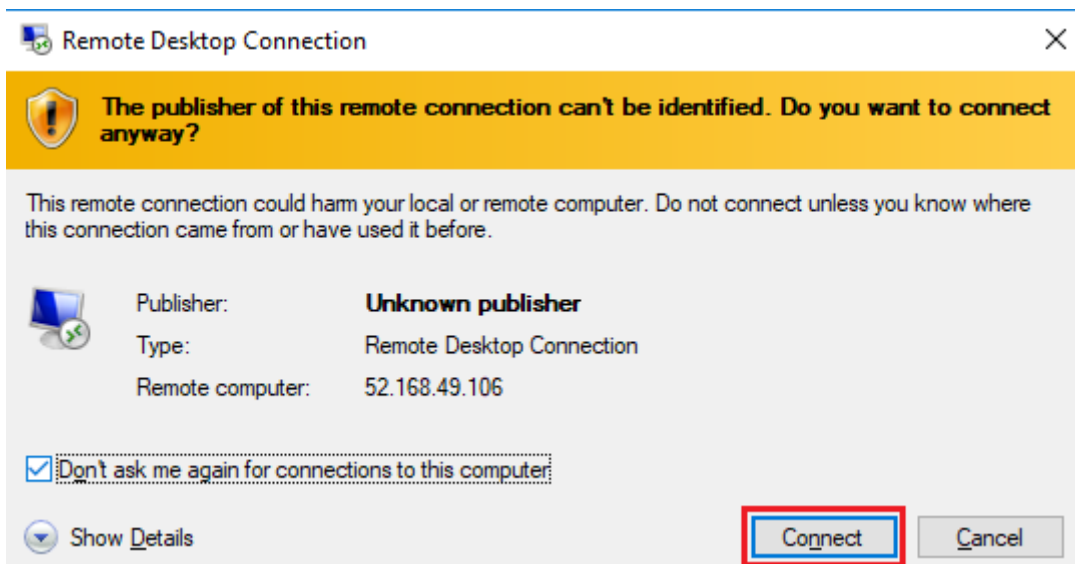 Remote Desktop Connection
The publisher of this remote connection can't be identified. Do you want to connect
anyway?
This remote connection could harm your local or remote computer. Do not connect unless you know where
this connection came from or have used it before.
Publisher: Unknown publisher
Type: Remote Desktop Connection
Remote computer: 52.168.49.106
Don't ask me again for connections to this computer
Show Details Connect Cancel